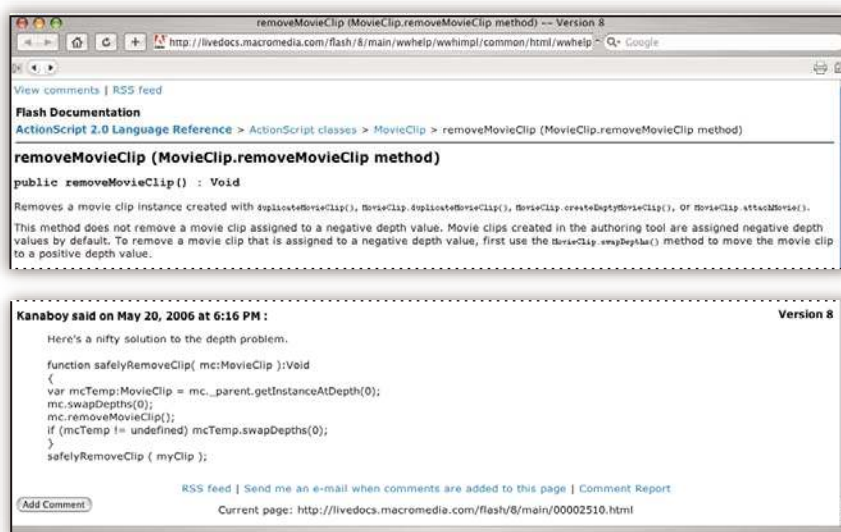 removeMovieClip (MovieClip.removeMovieClip method) -- Version 8
http://livedocs.macromedia.com/flash/8/main/wwhelp/wwhimpl/common/html/wwhelp Google
View comments | RSS feed
Flash Documentation
ActionScript 2.0 Language Reference > ActionScript classes > MovieClip > removeMovieClip (MovieClip.removeMovieClip method)
removeMovieClip (MovieClip.removeMovieClip method)
public removeMovieClip() : Void
Removes a movie clip instance created with duplicateMovieClip(), MovieClip.duplicateMovieClip(), MovieClip.createEmptyMovieClip(), or MovieClip.attachMovie().
This method does not remove a movie clip assigned to a negative depth value. Movie clips created in the authoring tool are assigned negative depth
values by default. To remove a movie clip that is assigned to a negative depth value, first use the MovieClip.swapDepths() method to move the movie clip
to a positive depth value.
Kanaboy said on May 20, 2006 at 6:16 PM : Version 8
Here's a nifty solution to the depth problem.
function safelyRemoveClip( mc:MovieClip ):Void
{
var mcTemp:MovieClip = mc._parent.getInstanceAtDepth(0);
mc.swapDepths(0);
mc.removeMovieClip();
if (mcTemp != undefined) mcTemp.swapDepths(0);
}
safelyRemoveClip ( myClip );
RSS feed | Send me an e-mail when comments are added to this page | Comment Report
Add Comment
Current page: http://livedocs.macromedia.com/flash/8/main/00002510.html